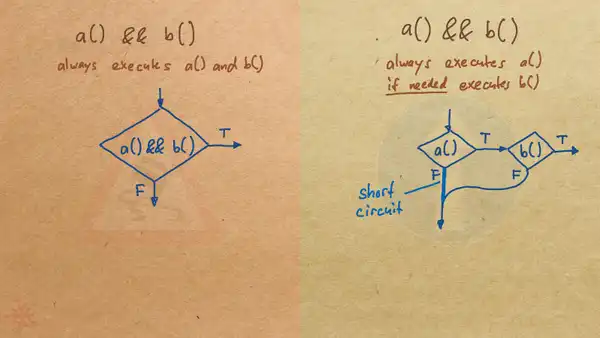 a() && b()
always executes a() and b()
a() && b()
T
F
a() && b()
always executes a()
if needed executes b()
a()
T
b()
T
F
F
short
circuit